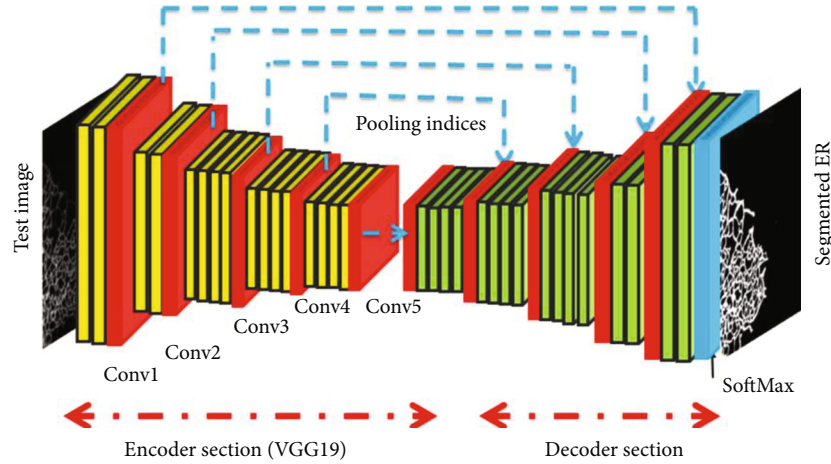 Pooling indices
Test image
Segmented ER
Conv1
Conv2
Conv3
Conv4
Conv5
SoftMax
Encoder section (VGG19)
Decoder section